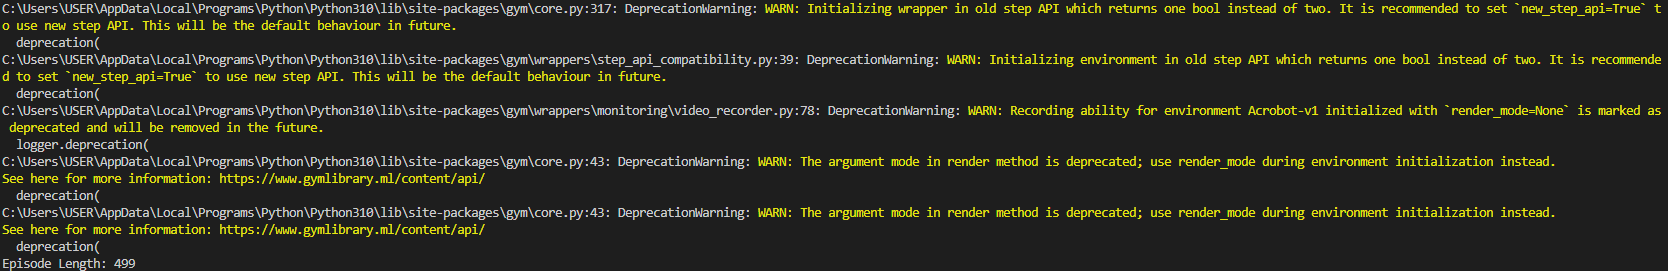 C:\Users\USER\AppData\Local\Programs\Python\Python310\lib\site-packages\gym\core.py:317: DeprecationWarning: WARN: Initializing wrapper in old step API which returns one bool instead of two. It is recommended to set `new_step_api=True` t
o use new step API. This will be the default behaviour in future.
  deprecation(
C:\Users\USER\AppData\Local\Programs\Python\Python310\lib\site-packages\gym\wrappers\step_api_compatibility.py:39: DeprecationWarning: WARN: Initializing environment in old step API which returns one bool instead of two. It is recommende
d to set `new_step_api=True` to use new step API. This will be the default behaviour in future.
  deprecation(
C:\Users\USER\AppData\Local\Programs\Python\Python310\lib\site-packages\gym\wrappers\monitoring\video_recorder.py:78: DeprecationWarning: WARN: Recording ability for environment Acrobot-v1 initialized with `render_mode=None` is marked as
 deprecated and will be removed in the future.
  logger.deprecation(
C:\Users\USER\AppData\Local\Programs\Python\Python310\lib\site-packages\gym\core.py:43: DeprecationWarning: WARN: The argument mode in render method is deprecated; use render_mode during environment initialization instead.
See here for more information: https://www.gymlibrary.ml/content/api/
  deprecation(
C:\Users\USER\AppData\Local\Programs\Python\Python310\lib\site-packages\gym\core.py:43: DeprecationWarning: WARN: The argument mode in render method is deprecated; use render_mode during environment initialization instead.
See here for more information: https://www.gymlibrary.ml/content/api/
  deprecation(
Episode Length: 499